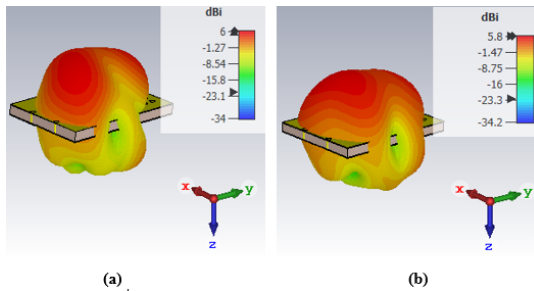 dBi
6
-1.27
-8.54
-15.8
-23.1
-34
x
y
z
(a)
dBi
5.8
-1.47
-8.75
-16
-23.3
-34.2
x
y
z
(b)